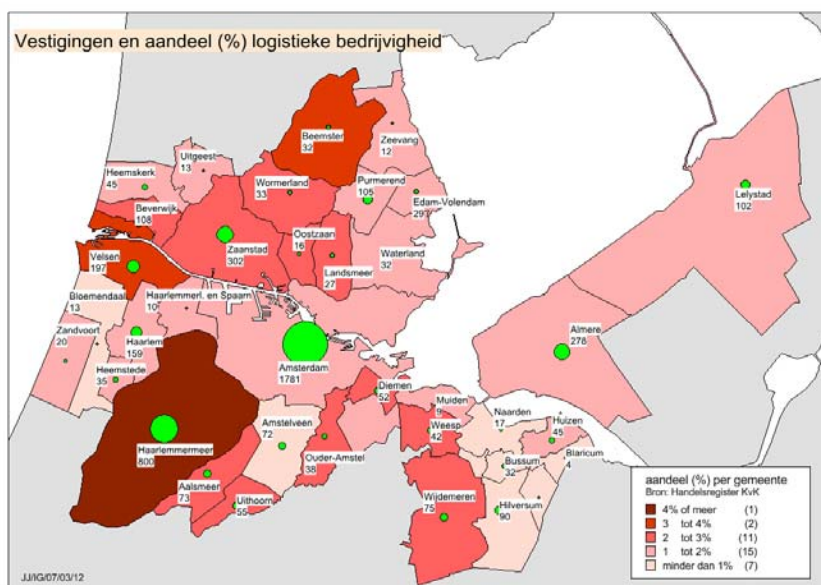 Vestigingen en aandeel (%) logistieke bedrijvigheid
Beemster
32
Zeevang
12
Uitgeest
13
Heemskerk
45
Wormerland
33
Purmerend
105
Edam-Volendam
29
Lelystad
102
Beverwijk
108
Zaanstad
302
Oostzaan
16
Landsmeer
27
Waterland
32
Velsen
197
Bloemendaal
13
Haarlemmerl. en Spaarn
10
Zandvoort
20
Haarlem
159
Heemstede
35
Amsterdam
1781
Almere
278
Diemen
52
Muiden
9
Naarden
17
Huizen
45
Weesp
42
Amstelveen
72
Haarlemmermeer
800
Ouder-Amstel
38
Bussum
32
Blaricum
4
Aalsmeer
73
Uithoorn
55
Wijdemeren
75
Hilversum
90
aandeel (%) per gemeente
Bron: Handelsregister KvK
4% of meer (1)
3 tot 4% (2)
2 tot 3% (11)
1 tot 2% (15)
minder dan 1% (7)
JJ/IG/07/03/12